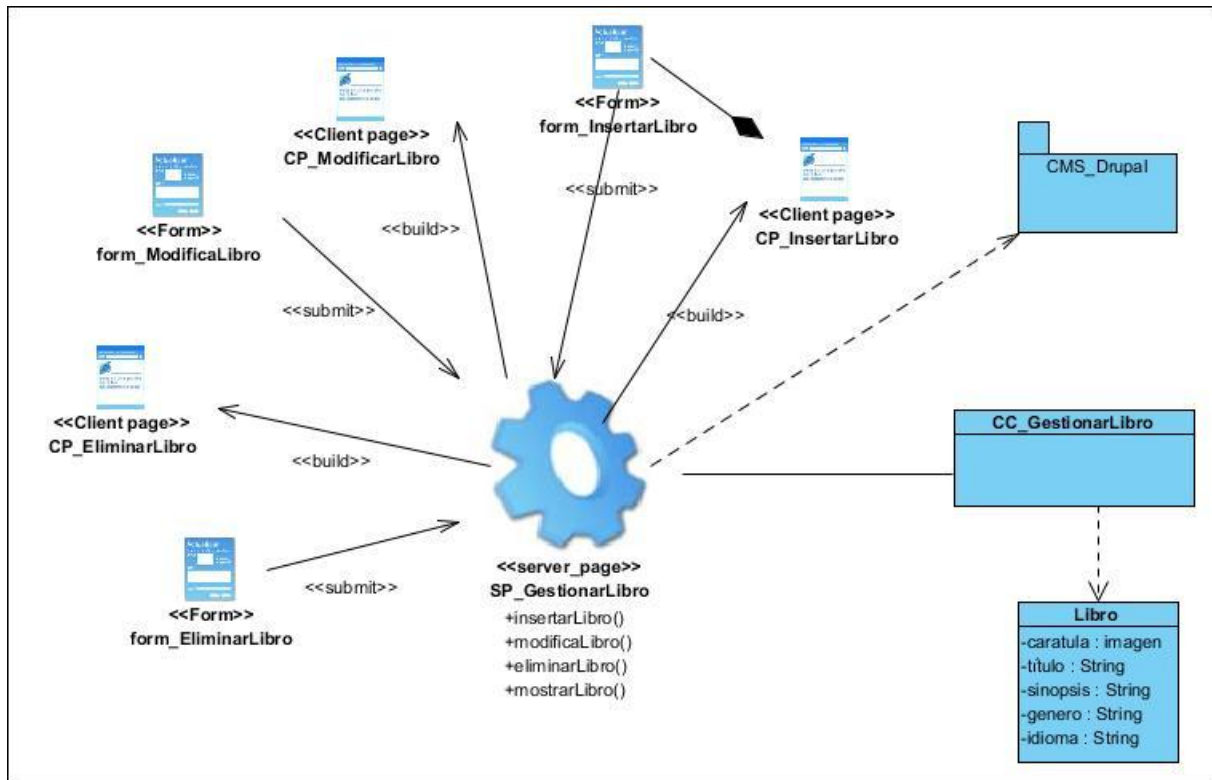 <<Form>>
form_InsertarLibro
<<Client page>>
CP_ModificarLibro
<<Form>>
form_ModificaLibro
<<submit>>
<<build>>
<<Client page>>
CP_InsertarLibro
CMS_Drupal
<<submit>>
<<build>>
<<Client page>>
CP_EliminarLibro
<<build>>
CC_GestionarLibro
<<Form>>
form_EliminarLibro
<<submit>>
<<server_page>>
SP_GestionarLibro
+insertarLibro()
+modificaLibro()
+eliminarLibro()
+mostrarLibro()
Libro
-caratula : imagen
-título : String
-sinopsis : String
-genero : String
-idioma : String